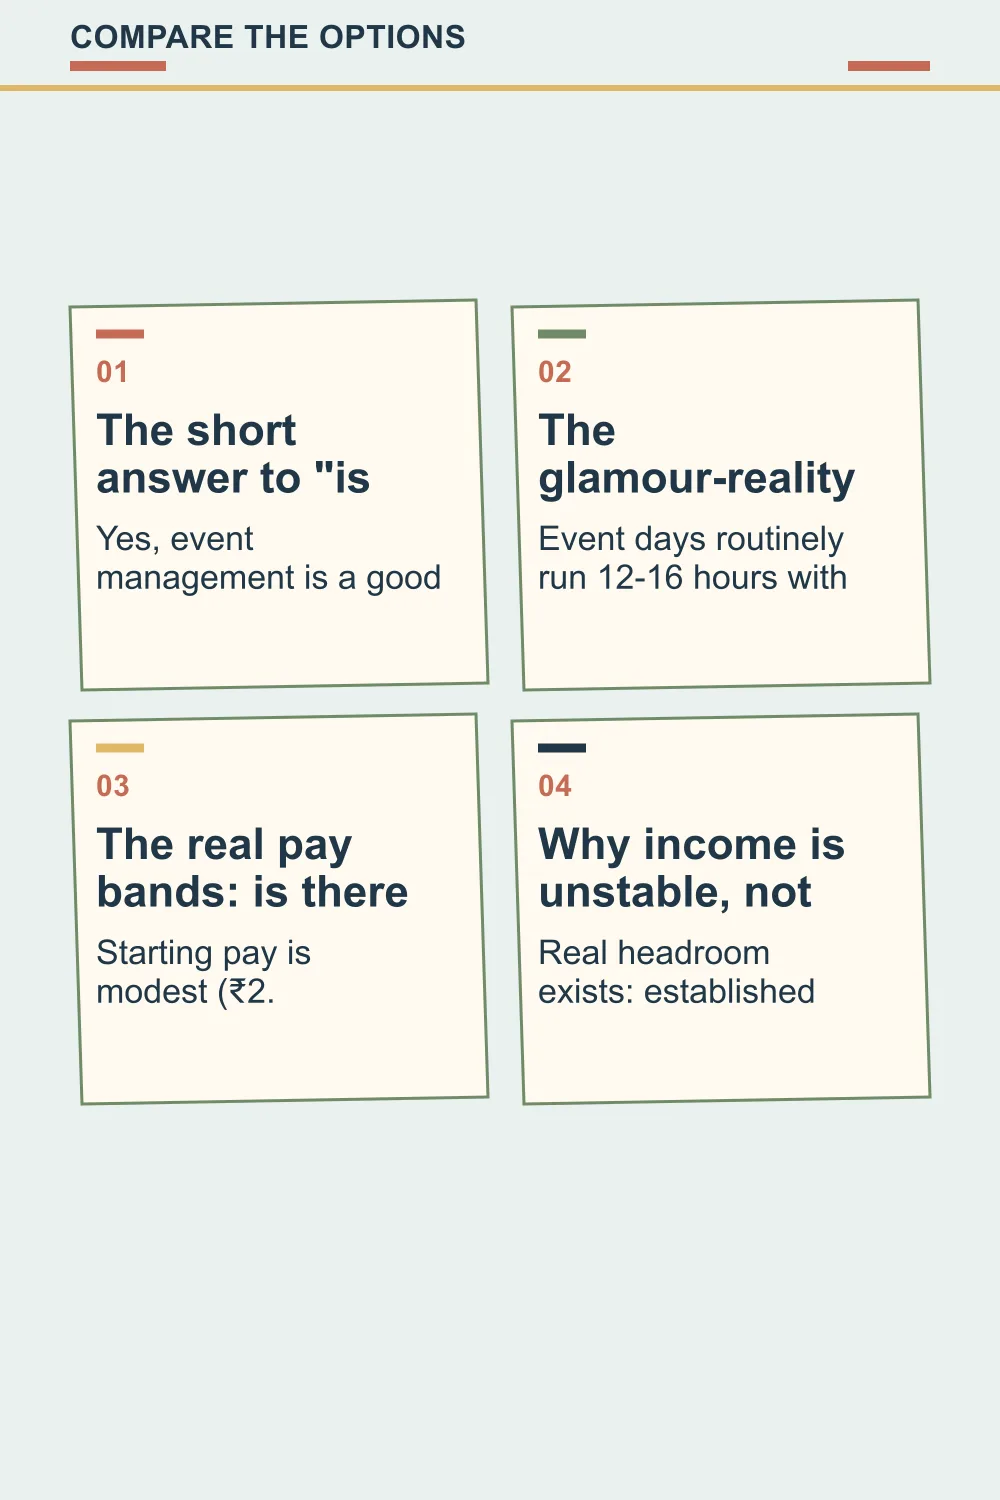 COMPARE THE OPTIONS
01
The short
answer to "is
Yes, event
management is a good
02
The
glamour-reality
Event days routinely
run 12-16 hours with
03
The real pay
bands: is there
Starting pay is
modest (₹2.
04
Why income is
unstable, not
Real headroom
exists: established